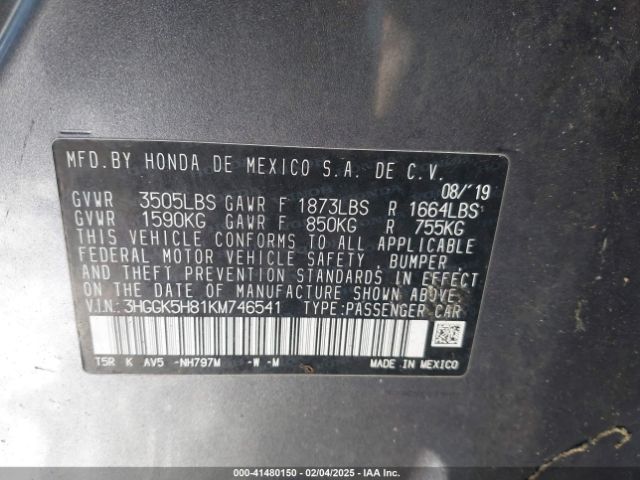 MFD.BY HONDA DE MEXICO S.A. DE C.V.
08/'19
GVWR 3505LBS GAWR F 1873LBS R 1664LBS
GVWR 1590KG GAWR F 850KG R 755KG
THIS VEHICLE CONFORMS TO ALL APPLICABLE
FEDERAL MOTOR VEHICLE SAFETY BUMPER,
AND THEFT PREVENTION STANDARDS IN EFFECT
ON THE DATE OF MANUFACTURE SHOWN ABOVE.
V.I.N.: 3HGGK5H81KM746541 TYPE:PASSENGER CAR
T5R K AV5 -NH797M -W -M MADE IN MEXICO
000-41480150 - 02/04/2025 - IAA Inc.